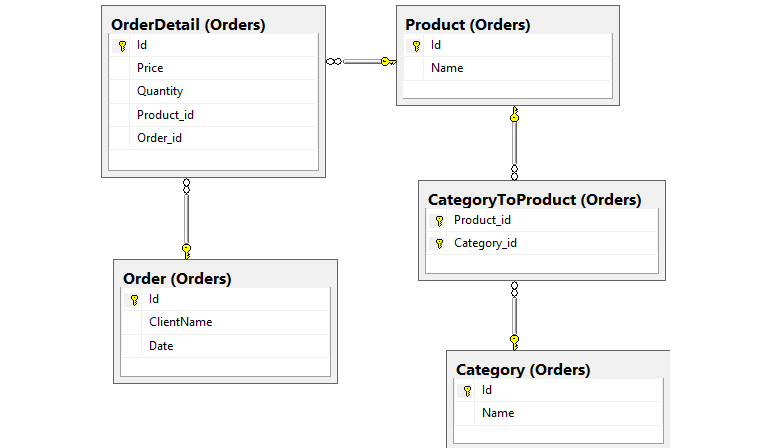 OrderDetail (Orders)
Id
Price
Quantity
Product_id
Order_id
Product (Orders)
Id
Name
CategoryToProduct (Orders)
Product_id
Category_id
Order (Orders)
Id
ClientName
Date
Category (Orders)
Id
Name